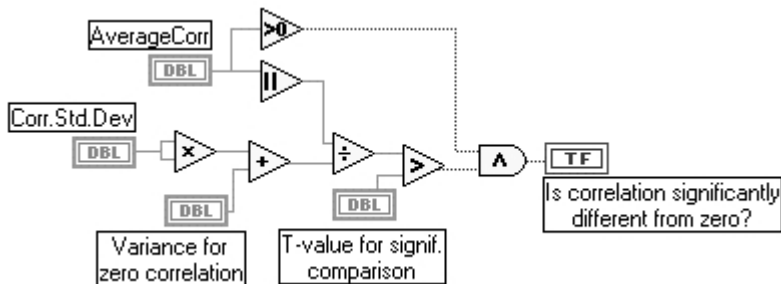 AverageCorr
DBL
>0
||
Corr.Std.Dev
DBL
×
+
÷
>
∧
TF
DBL
DBL
Is correlation significantly
different from zero?
Variance for
zero correlation
T-value for signif.
comparison